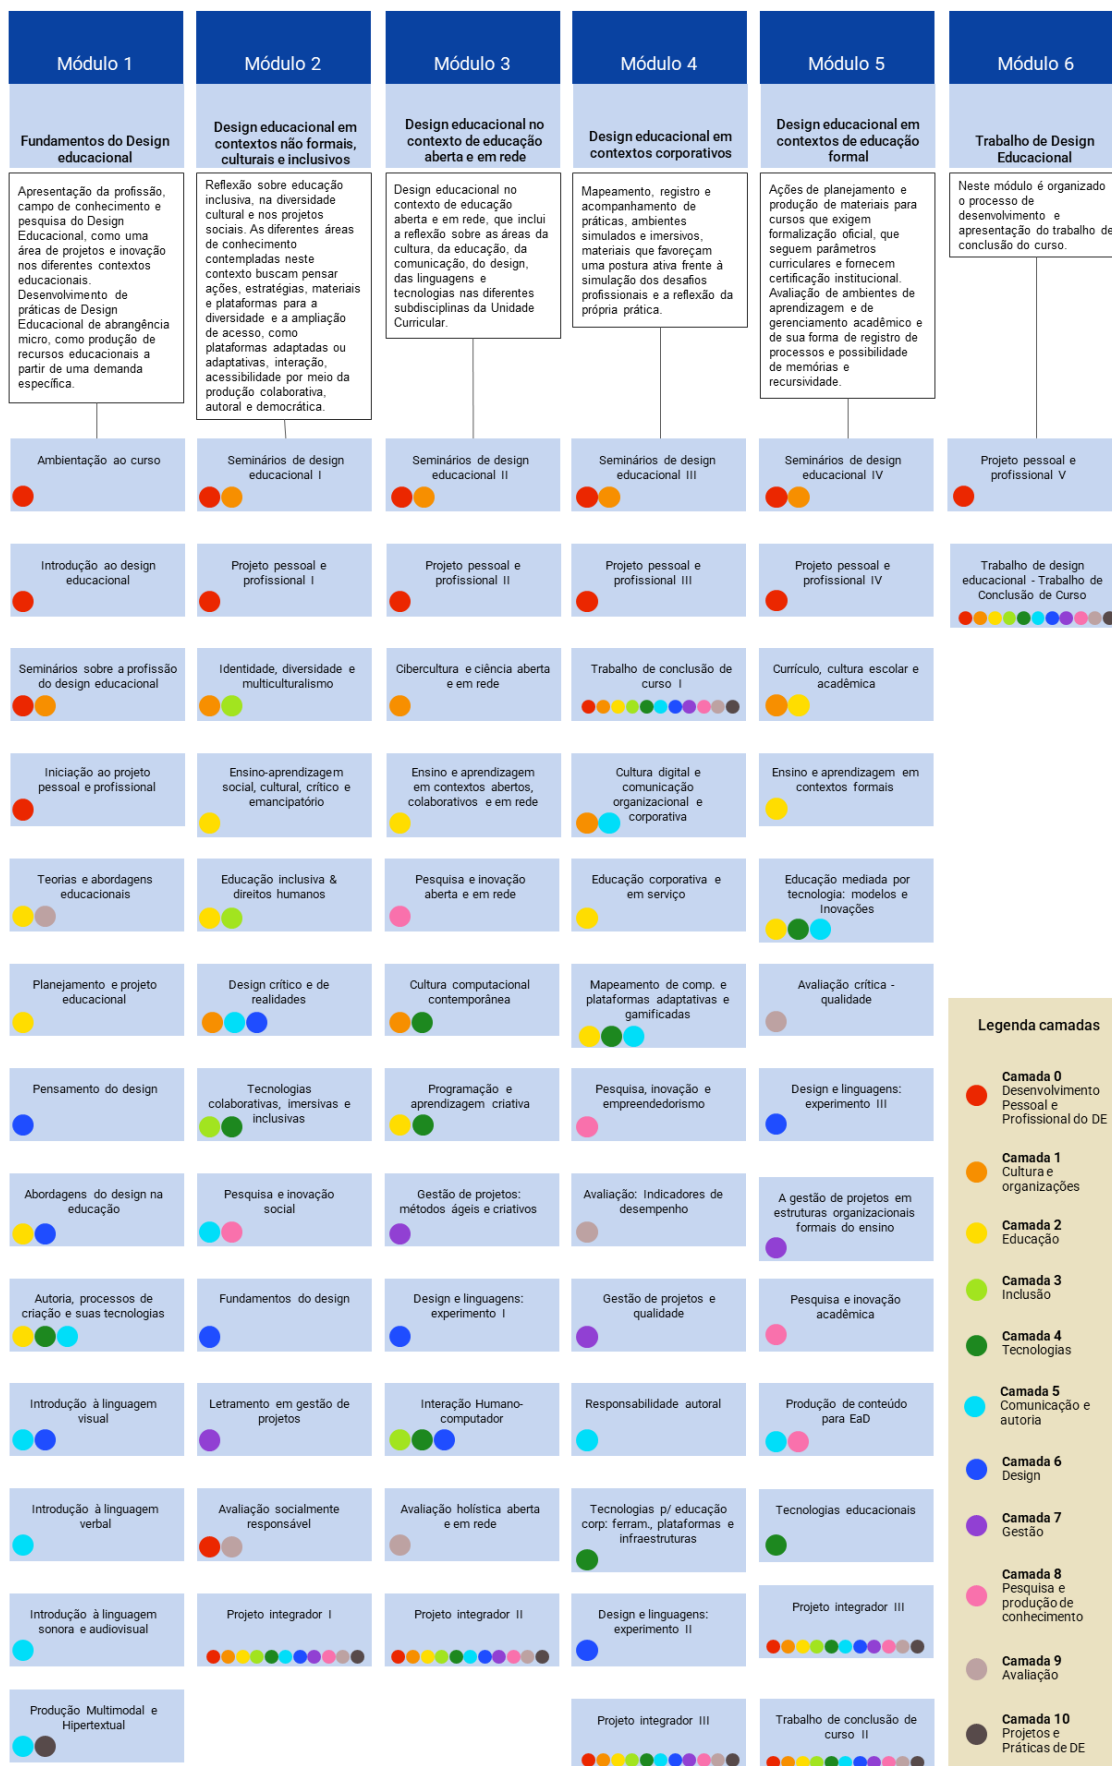 Módulo 1
Fundamentos do Design
educacional
Apresentação da profissão,
campo de conhecimento e
pesquisa do Design
Educacional, como uma
área de projetos e inovação
nos diferentes contextos
educacionais.
Desenvolvimento de
práticas de Design
Educacional de abrangência
micro, como produção de
recursos educacionais a
partir de uma demanda
específica.
Ambientação ao curso
Introdução ao design
educacional
Seminários sobre a profissão
do design educacional
Iniciação ao projeto
pessoal e profissional
Teorias e abordagens
educacionais
Planejamento e projeto
educacional
Pensamento do design
Abordagens do design na
educação
Autoria, processos de
criação e suas tecnologias
Introdução à linguagem
visual
Introdução à linguagem
verbal
Introdução à linguagem
sonora e audiovisual
Produção Multimodal e
Hipertextual
Módulo 2
Design educacional em
contextos não formais,
culturais e inclusivos
Reflexão sobre educação
inclusiva, na diversidade
cultural e nos projetos
sociais. As diferentes áreas
de conhecimento
contempladas neste
contexto buscam pensar
ações, estratégias, materiais
e plataformas para a
diversidade e a ampliação
de acesso, como
plataformas adaptadas ou
adaptativas, interação,
acessibilidade por meio da
produção colaborativa,
autoral e democrática.
Seminários de design
educacional I
Projeto pessoal e
profissional I
Identidade, diversidade e
multiculturalismo
Ensino-aprendizagem
social, cultural, crítico e
emancipatório
Educação inclusiva &
direitos humanos
Design crítico e de
realidades
Tecnologias
colaborativas, imersivas e
inclusivas
Pesquisa e inovação
social
Fundamentos do design
Letramento em gestão de
projetos
Avaliação socialmente
responsável
Projeto integrador I
Módulo 3
Design educacional no
contexto de educação
aberta e em rede
Design educacional no
contexto de educação
aberta e em rede, que inclui
a reflexão sobre as áreas da
cultura, da educação, da
comunicação, do design,
das linguagens e
tecnologias nas diferentes
subdisciplinas da Unidade
Curricular.
Seminários de design
educacional II
Projeto pessoal e
profissional II
Cibercultura e ciência aberta
e em rede
Ensino e aprendizagem
em contextos abertos,
colaborativos e em rede
Pesquisa e inovação
aberta e em rede
Cultura computacional
contemporânea
Programação e
aprendizagem criativa
Gestão de projetos:
métodos ágeis e criativos
Design e linguagens:
experimento I
Interação Humano-
computador
Avaliação holística aberta
e em rede
Projeto integrador II
Módulo 4
Design educacional em
contextos corporativos
Mapeamento, registro e
acompanhamento de
práticas, ambientes
simulados e imersivos,
materiais que favoreçam
uma postura ativa frente à
simulação dos desafios
profissionais e a reflexão da
própria prática.
Seminários de design
educacional III
Projeto pessoal e
profissional III
Trabalho de conclusão de
curso I
Cultura digital e
comunicação
organizacional e
corporativa
Educação corporativa e
em serviço
Mapeamento de comp. e
plataformas adaptativas e
gamificadas
Pesquisa, inovação e
empreendedorismo
Avaliação: Indicadores de
desempenho
Gestão de projetos e
qualidade
Responsabilidade autoral
Tecnologias p/ educação
corp: ferram., plataformas e
infraestruturas
Design e linguagens:
experimento II
Projeto integrador III
Módulo 5
Design educacional em
contextos de educação
formal
Ações de planejamento e
produção de materiais para
cursos que exigem
formalização oficial, que
seguem parâmetros
curriculares e fornecem
certificação institucional.
Avaliação de ambientes de
aprendizagem e de
gerenciamento acadêmico e
de sua forma de registro de
processos e possibilidade
de memórias e
recursividade.
Seminários de design
educacional IV
Projeto pessoal e
profissional IV
Currículo, cultura escolar e
acadêmica
Ensino e aprendizagem em
contextos formais
Educação mediada por
tecnologia: modelos e
Inovações
Avaliação crítica -
qualidade
Design e linguagens:
experimento III
A gestão de projetos em
estruturas organizacionais
formais do ensino
Pesquisa e inovação
acadêmica
Produção de conteúdo
para EaD
Tecnologias educacionais
Projeto integrador III
Trabalho de conclusão de
curso II
Módulo 6
Trabalho de Design
Educacional
Neste módulo é organizado
o processo de
desenvolvimento e
apresentação do trabalho de
conclusão do curso.
Projeto pessoal e
profissional V
Trabalho de design
educacional - Trabalho de
Conclusão de Curso
Legenda camadas
Camada 0
Desenvolvimento
Pessoal e
Profissional do DE
Camada 1
Cultura e
organizações
Camada 2
Educação
Camada 3
Inclusão
Camada 4
Tecnologias
Camada 5
Comunicação e
autoria
Camada 6
Design
Camada 7
Gestão
Camada 8
Pesquisa e
produção de
conhecimento
Camada 9
Avaliação
Camada 10
Projetos e
Práticas de DE